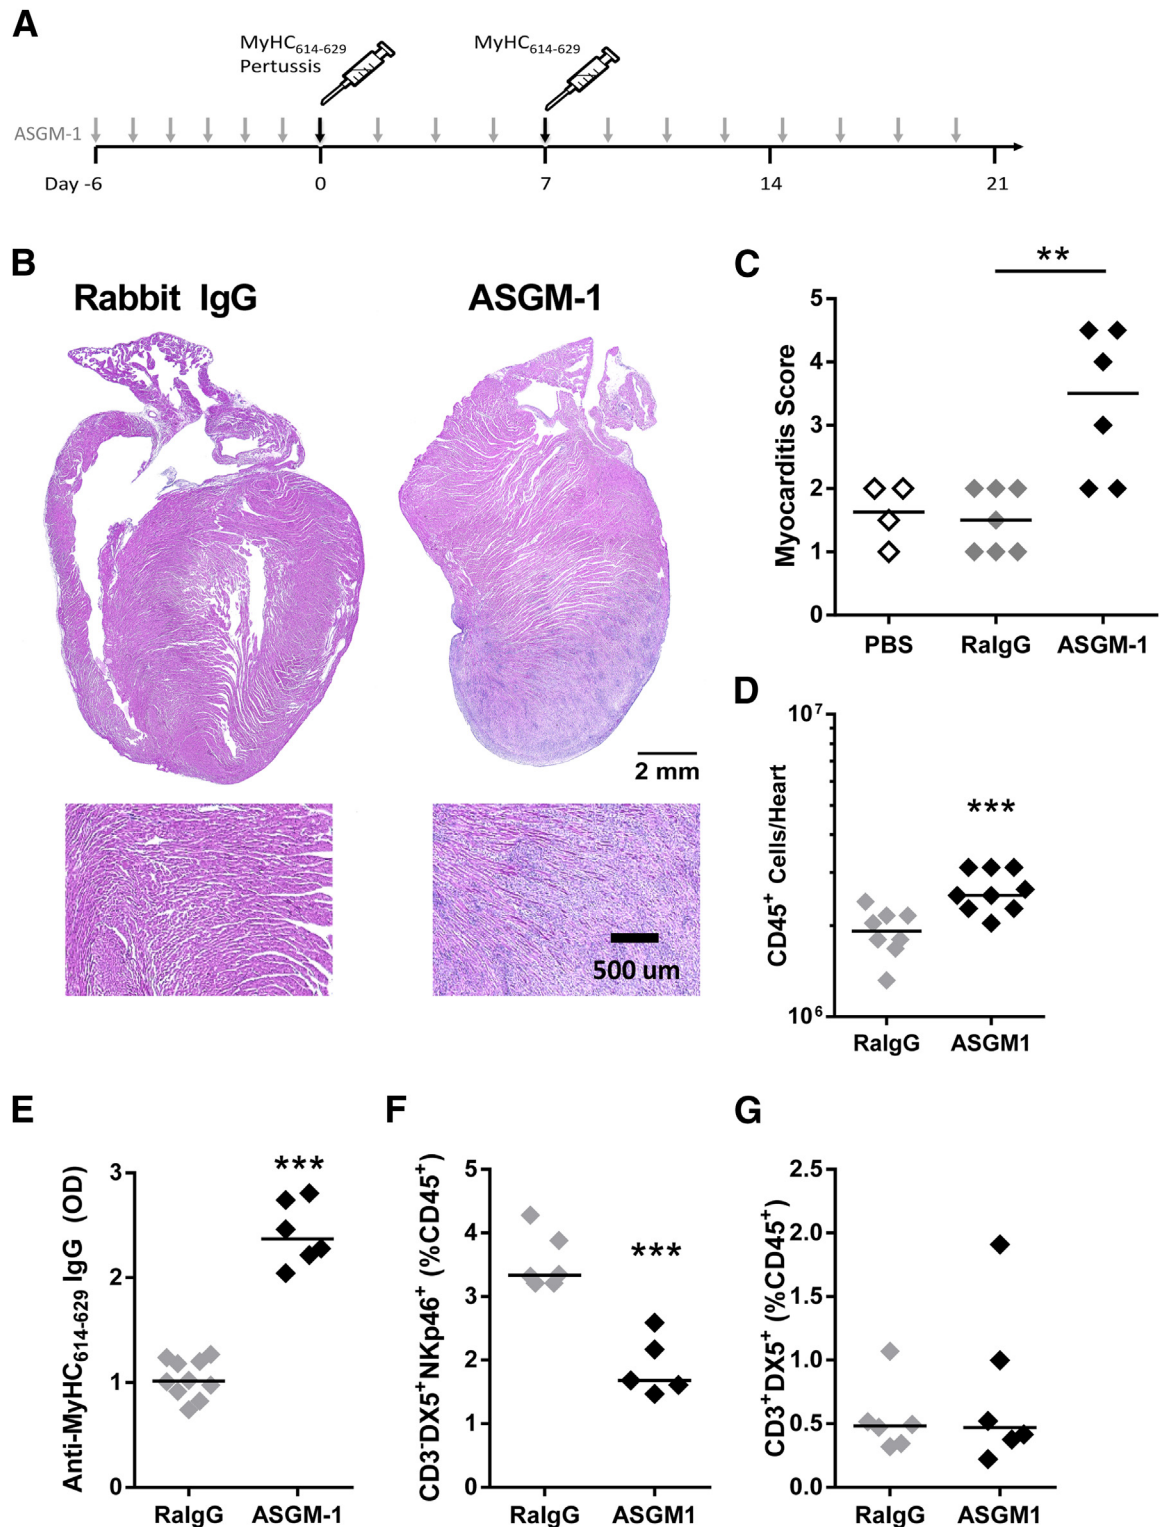 A
MyHC614-629
Pertussis
MyHC614-629
ASGM-1
Day -6 0 7 14 21
B
Rabbit IgG
ASGM-1
2 mm
500 um
C
**
Myocarditis Score
5
4
3
2
1
0
PBS RaIgG ASGM-1
D
CD45+ Cells/Heart
10^7
***
10^6
RaIgG ASGM1
E
Anti-MyHC614-629 IgG (OD)
***
3
2
1
0
RaIgG ASGM-1
F
CD3-DX5+NKp46+ (%CD45+)
5
4
***
3
2
1
0
RaIgG ASGM1
G
CD3+DX5+ (%CD45+)
2.5
2.0
1.5
1.0
0.5
0.0
RaIgG ASGM1